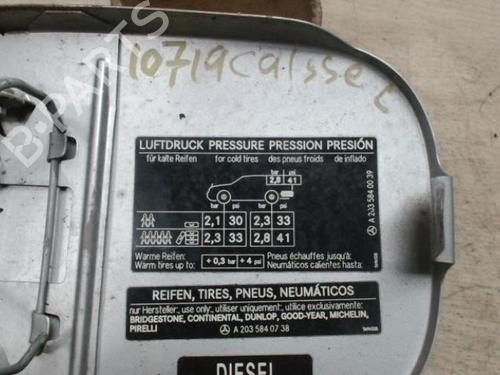 10719 calsse c
LUFTDRUCK PRESSURE PRESSION PRESIÓN
für kalte Reifen for cold tires des pneus froids de inflado
bar psi
2,8 41
bar psi bar psi
2,1 30 2,3 33
2,3 33 2,8 41
Warme Reifen: Pneus échauffés jusqu'à:
Warm tires up to: + 0,3 bar + 4 psi Neumáticos calientes hasta:
A 203 584 00 39
REIFEN, TIRES, PNEUS, NEUMÁTICOS
nur Hersteller:, use only:, utiliser uniquement:, utilice exclusivamente:
BRIDGESTONE, CONTINENTAL, DUNLOP, GOOD-YEAR, MICHELIN,
PIRELLI
A 203 584 07 38
DIESEL
B-PARTS